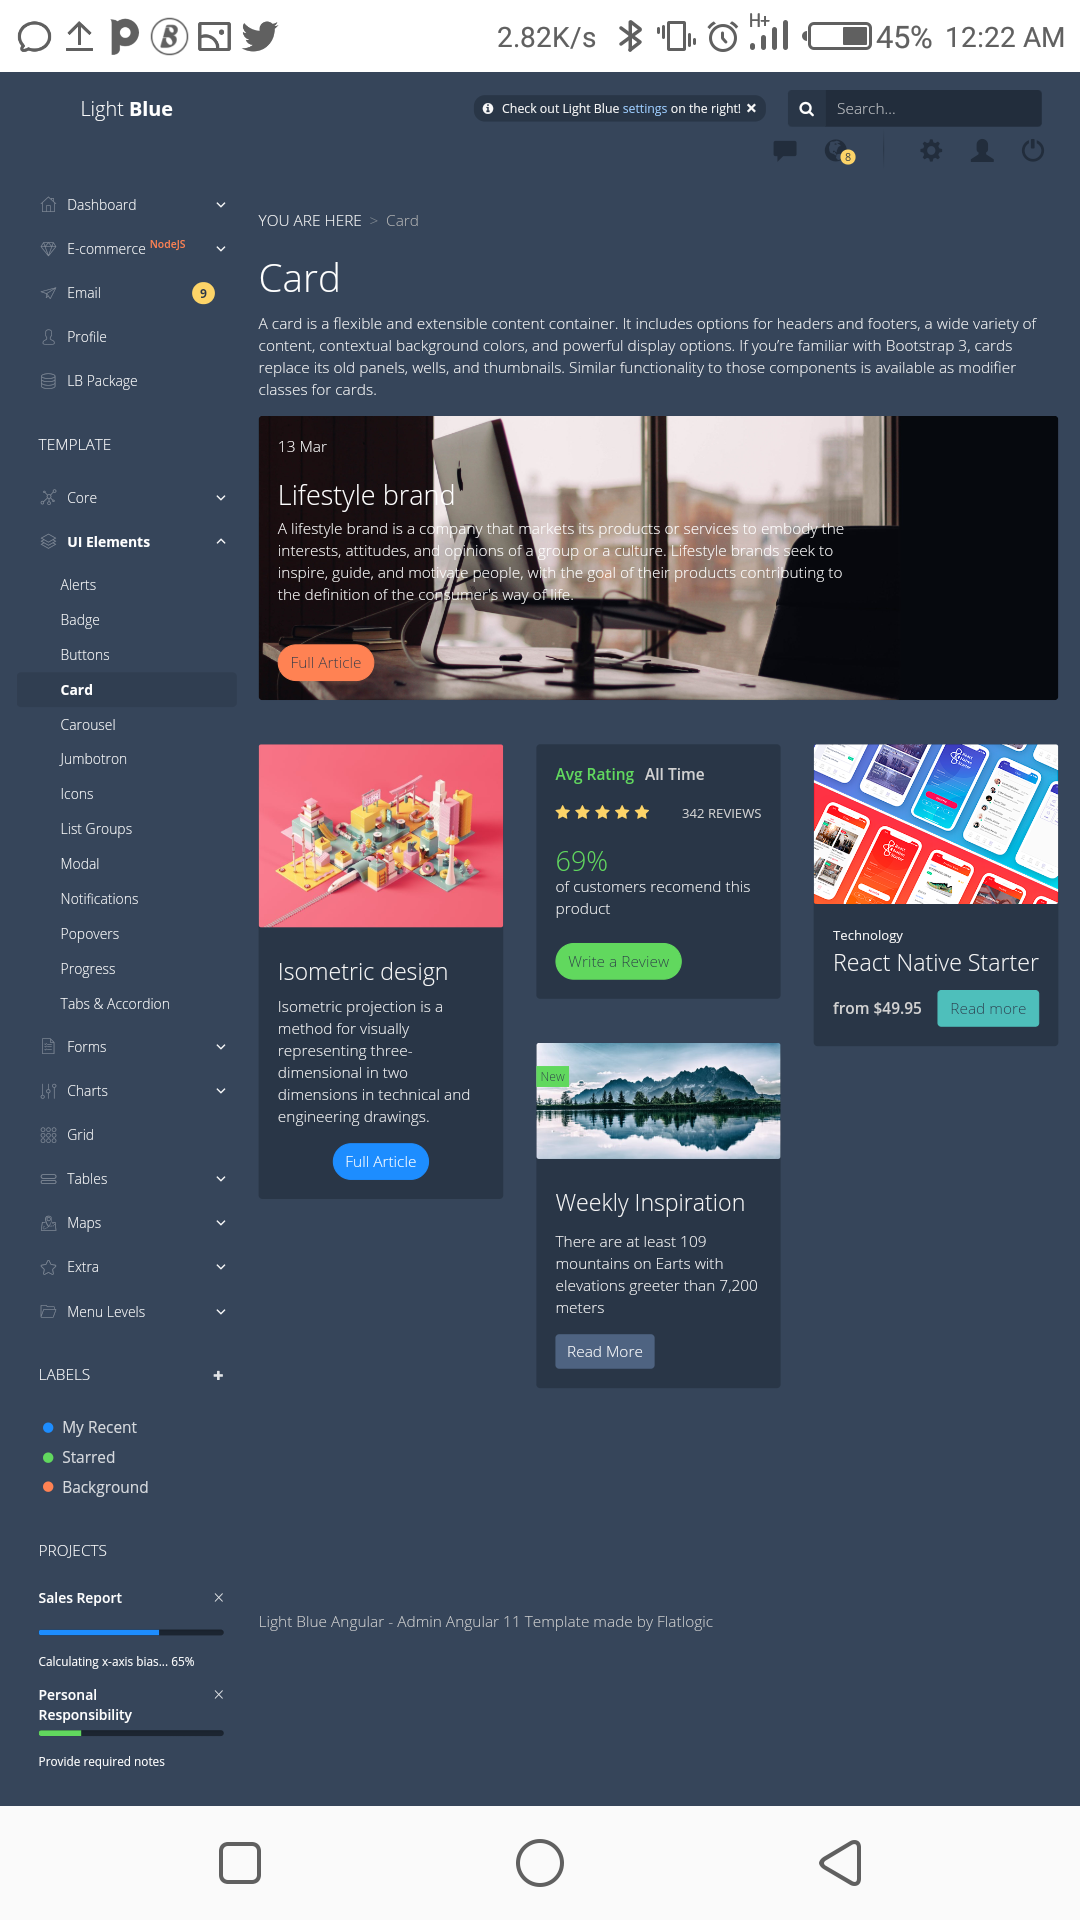 2.82K/s H+ 45% 12:22 AM
Light Blue
Check out Light Blue settings on the right!
Search...
8
Dashboard
E-commerce NodeJS
Email 9
Profile
LB Package
TEMPLATE
Core
UI Elements
Alerts
Badge
Buttons
Card
Carousel
Jumbotron
Icons
List Groups
Modal
Notifications
Popovers
Progress
Tabs & Accordion
Forms
Charts
Grid
Tables
Maps
Extra
Menu Levels
LABELS
My Recent
Starred
Background
PROJECTS
Sales Report
Calculating x-axis bias... 65%
Personal
Responsibility
Provide required notes
YOU ARE HERE > Card
Card
A card is a flexible and extensible content container. It includes options for headers and footers, a wide variety of
content, contextual background colors, and powerful display options. If you’re familiar with Bootstrap 3, cards
replace its old panels, wells, and thumbnails. Similar functionality to those components is available as modifier
classes for cards.
13 Mar
Lifestyle brand
A lifestyle brand is a company that markets its products or services to embody the
interests, attitudes, and opinions of a group or a culture. Lifestyle brands seek to
inspire, guide, and motivate people, with the goal of their products contributing to
the definition of the consumer's way of life.
Full Article
Isometric design
Isometric projection is a
method for visually
representing three-
dimensional in two
dimensions in technical and
engineering drawings.
Full Article
Avg Rating All Time
342 REVIEWS
69%
of customers recomend this
product
Write a Review
New
Weekly Inspiration
There are at least 109
mountains on Earts with
elevations greeter than 7,200
meters
Read More
Technology
React Native Starter
from $49.95
Read more
Light Blue Angular - Admin Angular 11 Template made by Flatlogic